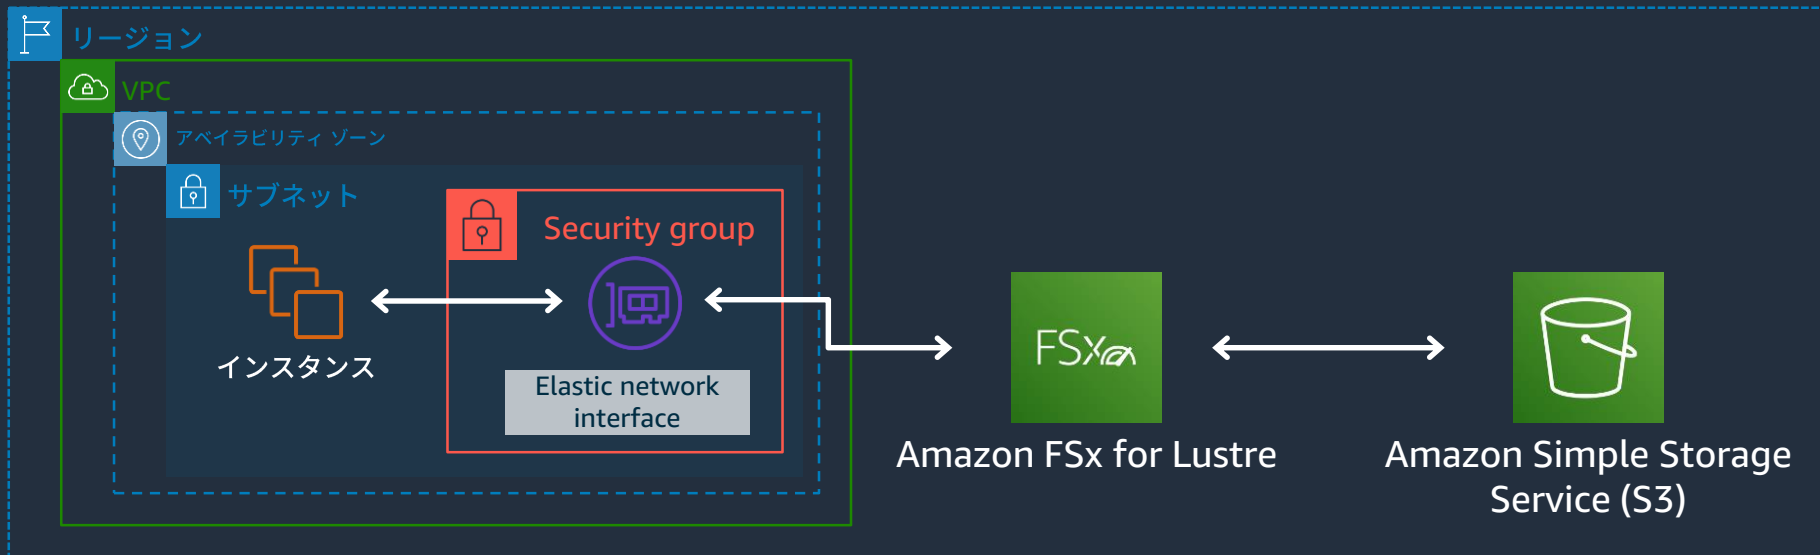 リージョン
VPC
アベイラビリティ ゾーン
サブネット
Security group
インスタンス
Elastic network
interface
FSx
Amazon FSx for Lustre
Amazon Simple Storage
Service (S3)